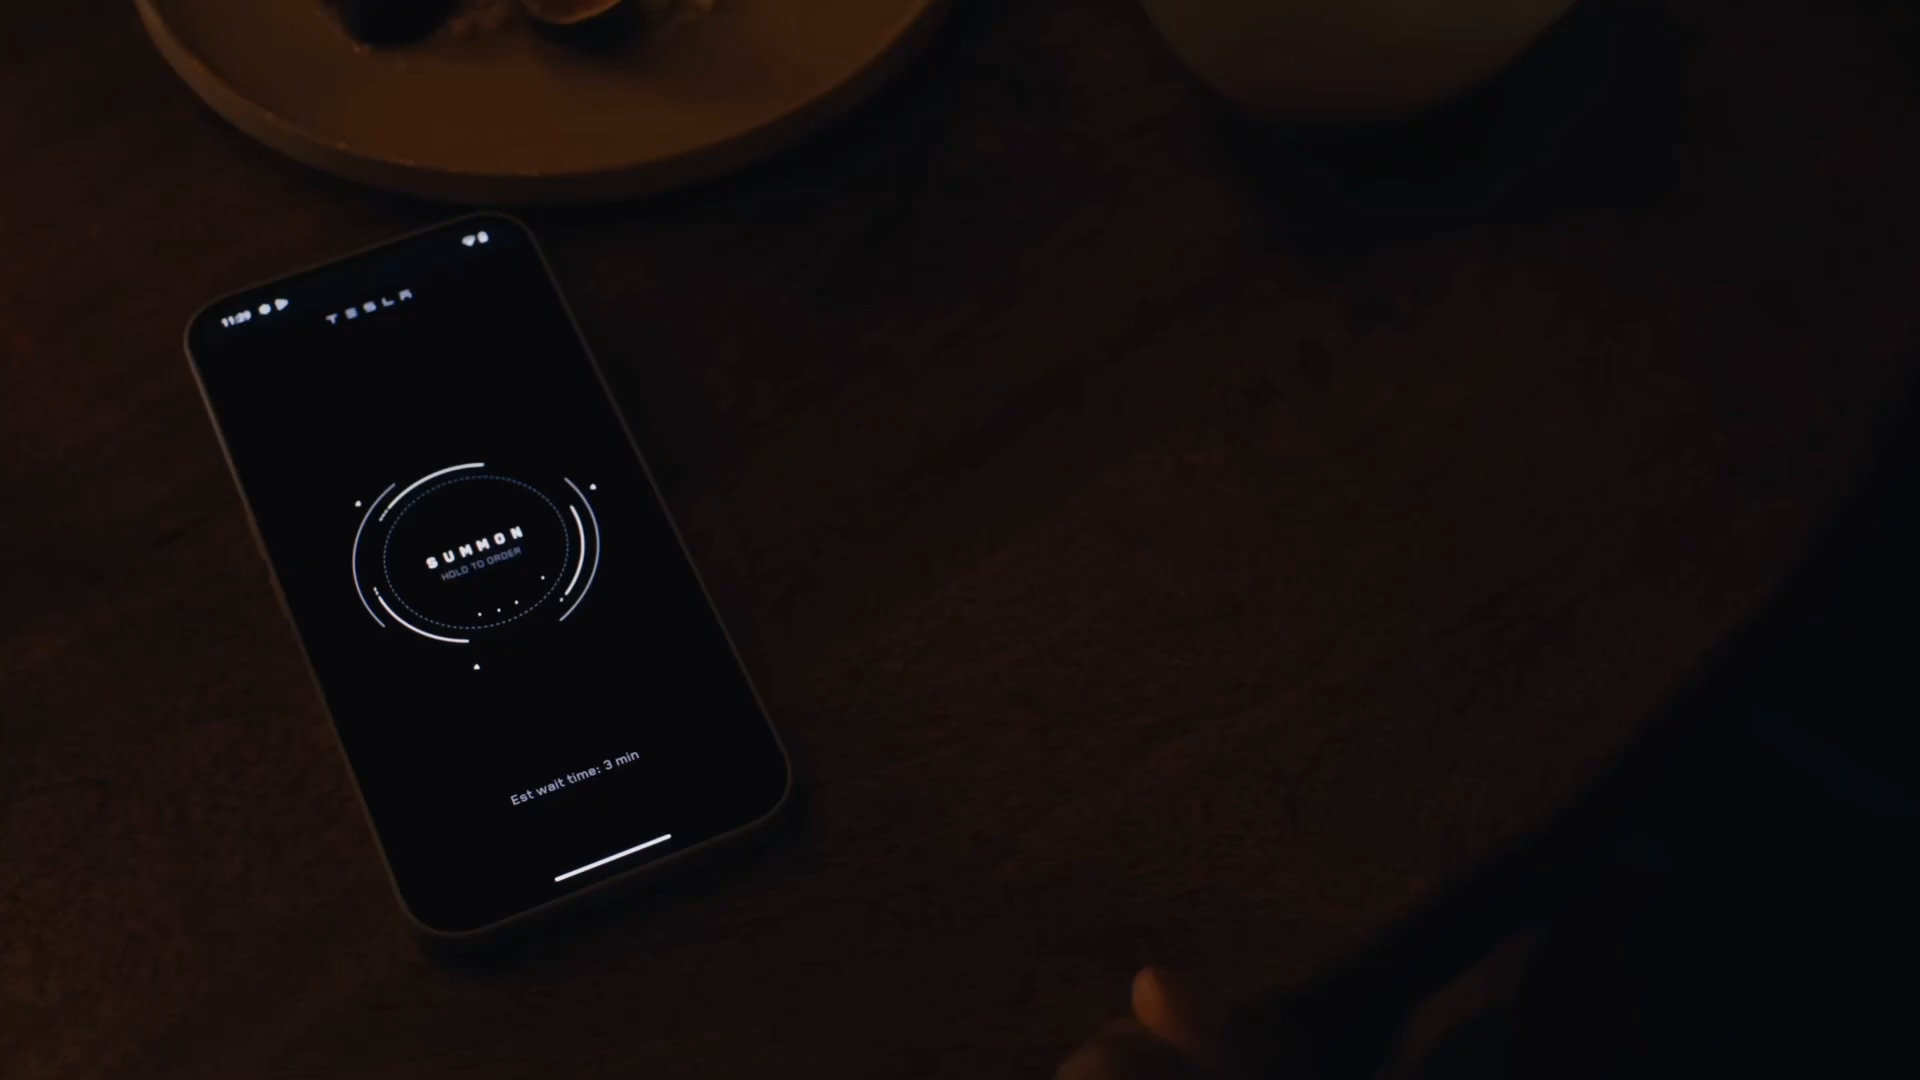 11:29
TESLA
SUMMON
HOLD TO ORDER
Est wait time: 3 min